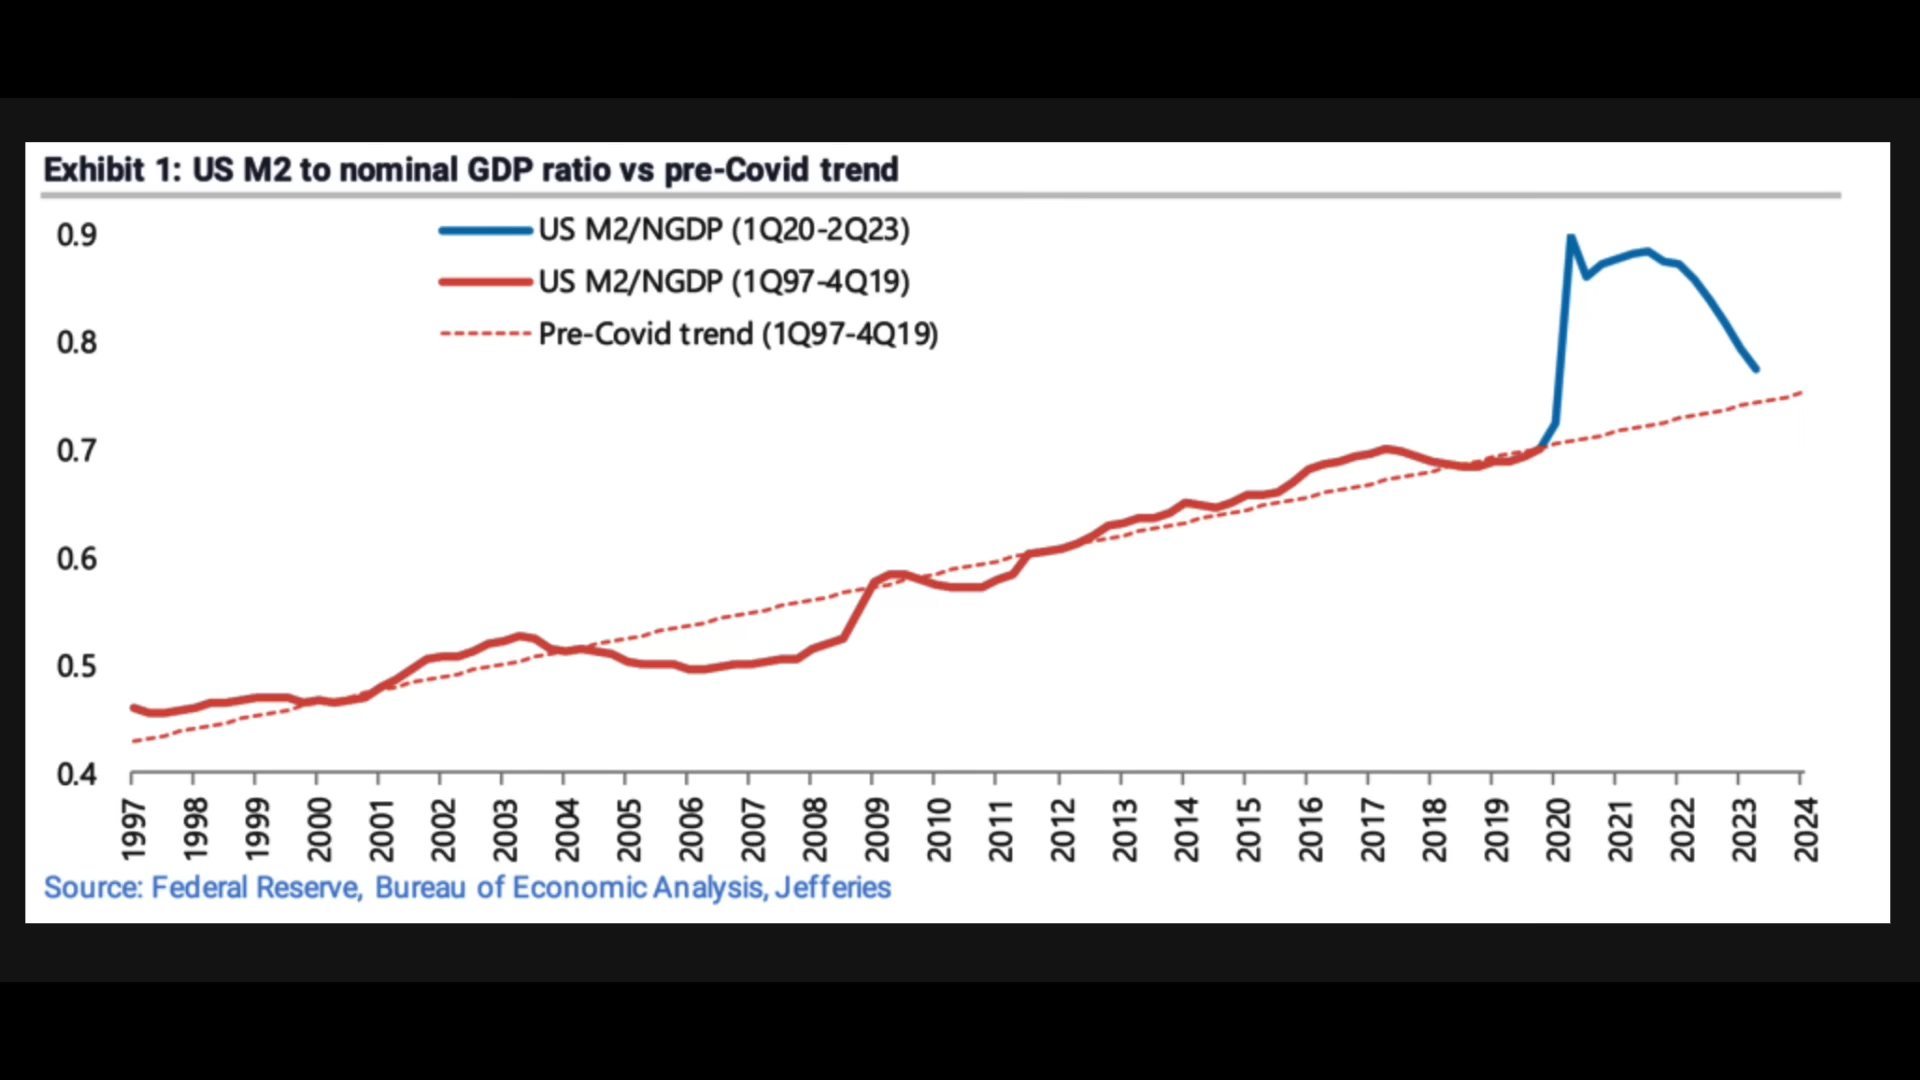 Exhibit 1: US M2 to nominal GDP ratio vs pre-Covid trend
US M2/NGDP (1Q20-2Q23)
US M2/NGDP (1Q97-4Q19)
Pre-Covid trend (1Q97-4Q19)
0.9
0.8
0.7
0.6
0.5
0.4
1997 1998 1999 2000 2001 2002 2003 2004 2005 2006 2007 2008 2009 2010 2011 2012 2013 2014 2015 2016 2017 2018 2019 2020 2021 2022 2023 2024
Source: Federal Reserve, Bureau of Economic Analysis, Jefferies